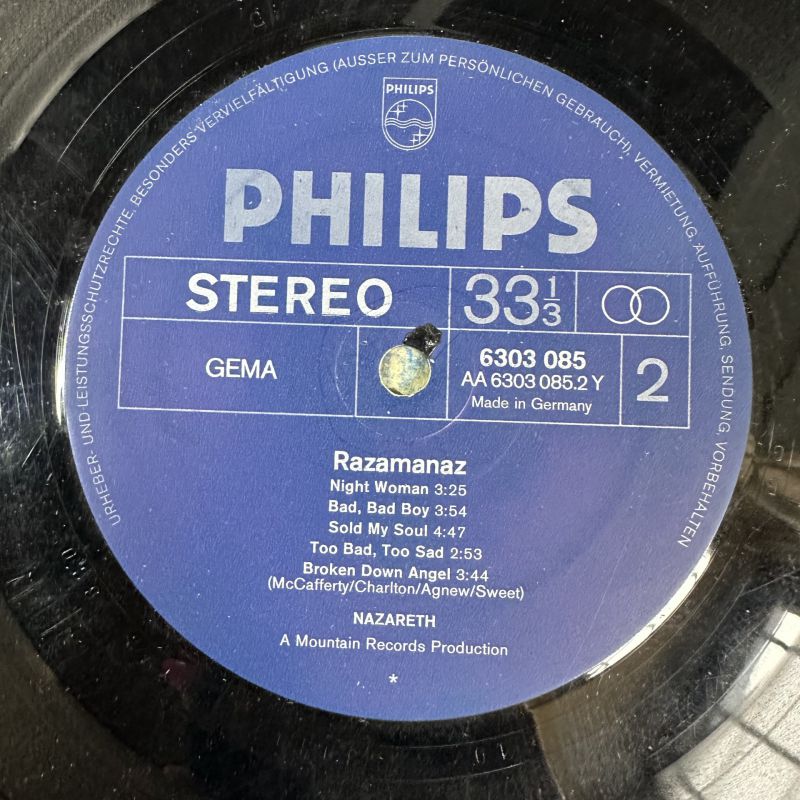 URHEBER- UND LEISTUNGSSCHUTZRECHTE, BESONDERS VERVIELFÄLTIGUNG (AUSSER ZUM PERSÖNLICHEN GEBRAUCH), VERMIETUNG, AUFFÜHRUNG, SENDUNG, VORBEHALTEN
PHILIPS
PHILIPS
STEREO 33 1/3
GEMA
6303 085
AA 6303 085.2 Y
Made in Germany
2
Razamanaz
Night Woman 3:25
Bad, Bad Boy 3:54
Sold My Soul 4:47
Too Bad, Too Sad 2:53
Broken Down Angel 3:44
(McCafferty/Charlton/Agnew/Sweet)
NAZARETH
A Mountain Records Production
*